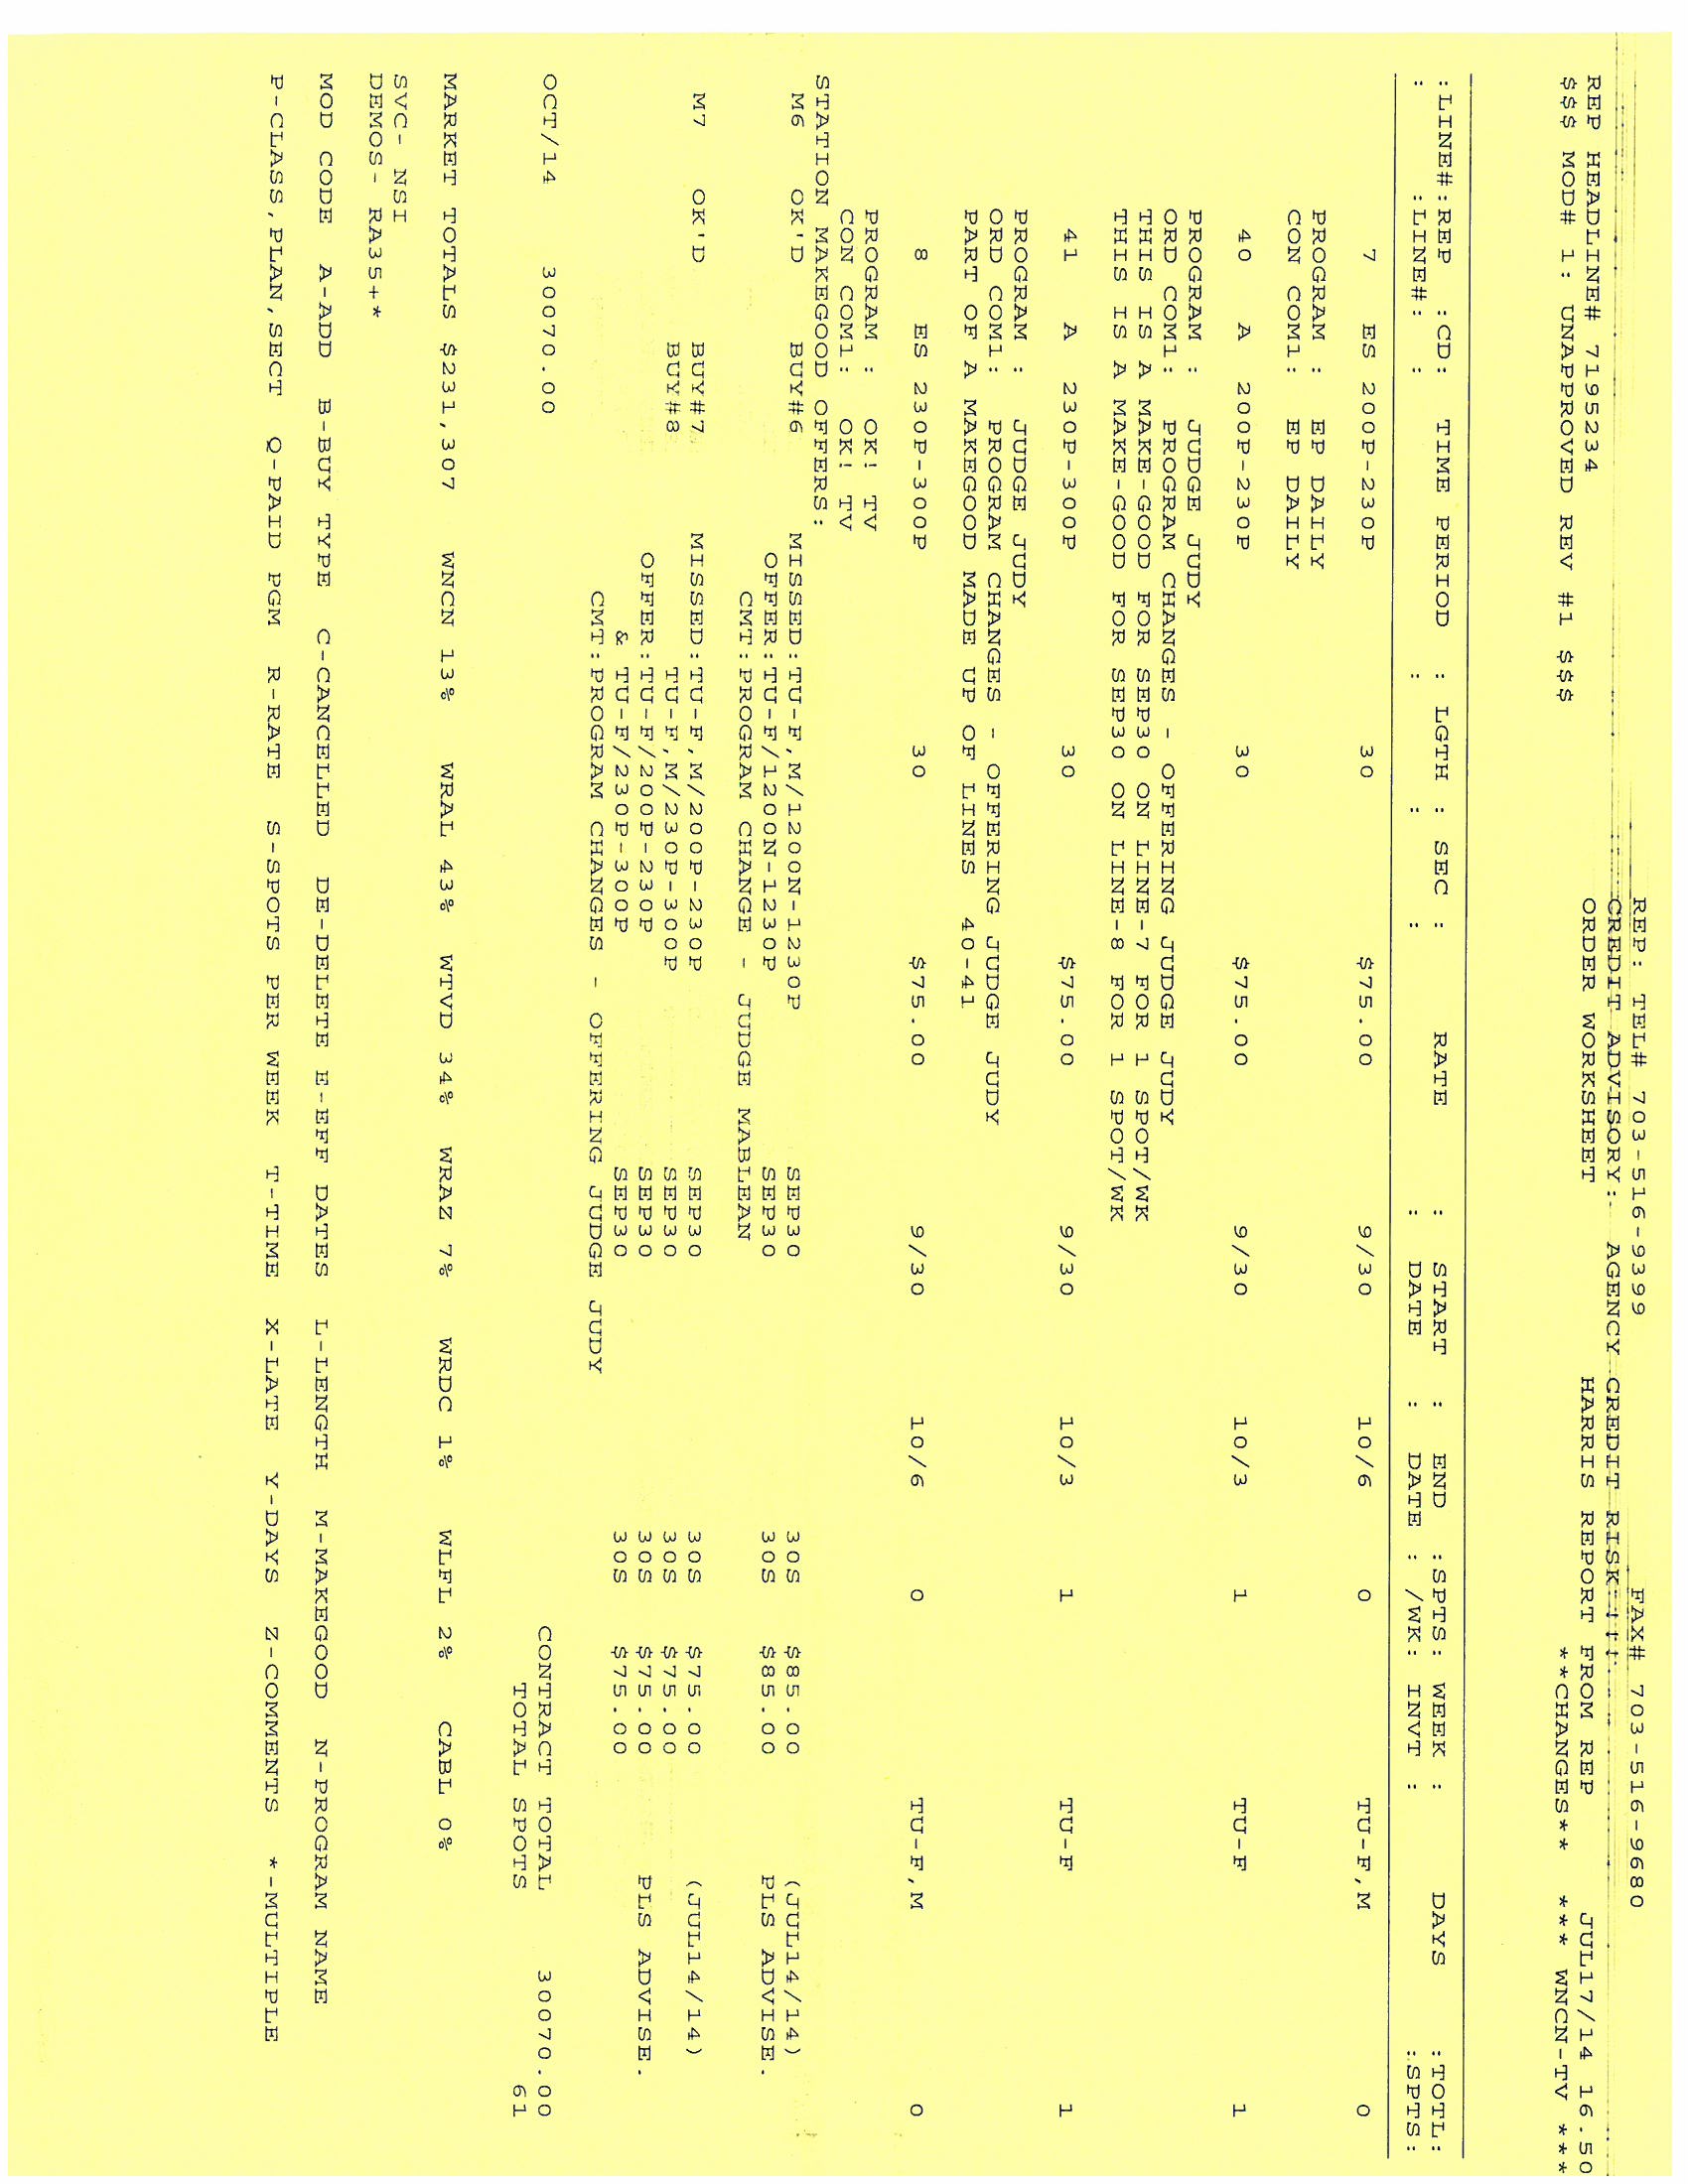 REP: TEL# 703-516-9399 FAX# 703-516-9680
CREDIT ADVISORY: AGENCY CREDIT RISK
ORDER WORKSHEET HARRIS REPORT FROM REP JUL17/14 16.50
REP HEADLINE# 7195234 **CHANGES** *** WNCN-TV ***
$$$ MOD# 1: UNAPPROVED REV #1 $$$
:LINE#:REP :CD: TIME PERIOD : LGTH : SEC : RATE : START : END :SPTS: WEEK : DAYS :TOTL:
: :LINE#: : : : : DATE : DATE : /WK: INVT : :SPTS:
7 ES 200P-230P 30 $75.00 9/30 10/6 0 TU-F,M 0
PROGRAM : EP DAILY
CON COM1: EP DAILY
40 A 200P-230P 30 $75.00 9/30 10/3 1 TU-F 1
PROGRAM : JUDGE JUDY
ORD COM1: PROGRAM CHANGES - OFFERING JUDGE JUDY
THIS IS A MAKE-GOOD FOR SEP30 ON LINE-7 FOR 1 SPOT/WK
THIS IS A MAKE-GOOD FOR SEP30 ON LINE-8 FOR 1 SPOT/WK
41 A 230P-300P 30 $75.00 9/30 10/3 1 TU-F 1
PROGRAM : JUDGE JUDY
ORD COM1: PROGRAM CHANGES - OFFERING JUDGE JUDY
PART OF A MAKEGOOD MADE UP OF LINES 40-41
8 ES 230P-300P 30 $75.00 9/30 10/6 0 TU-F,M 0
PROGRAM : OK! TV
CON COM1: OK! TV
STATION MAKEGOOD OFFERS:
M6 OK'D BUY#6 MISSED:TU-F,M/1200N-1230P SEP30 30S $85.00 (JUL14/14)
OFFER:TU-F/1200N-1230P SEP30 30S $85.00 PLS ADVISE.
CMT:PROGRAM CHANGE - JUDGE MABLEAN
M7 OK'D BUY#7 MISSED:TU-F,M/200P-230P SEP30 30S $75.00 (JUL14/14)
BUY#8 TU-F,M/230P-300P SEP30 30S $75.00
OFFER:TU-F/200P-230P SEP30 30S $75.00 PLS ADVISE.
& TU-F/230P-300P SEP30 30S $75.00
CMT:PROGRAM CHANGES - OFFERING JUDGE JUDY
OCT/14 30070.00 CONTRACT TOTAL 30070.00
TOTAL SPOTS 61
MARKET TOTALS $231,307 WNCN 13% WRAL 43% WTVD 34% WRAZ 7% WRDC 1% WLFL 2% CABL 0%
SVC- NSI
DEMOS- RA35+*
MOD CODE A-ADD B-BUY TYPE C-CANCELLED DE-DELETE E-EFF DATES L-LENGTH M-MAKEGOOD N-PROGRAM NAME
P-CLASS,PLAN,SECT Q-PAID PGM R-RATE S-SPOTS PER WEEK T-TIME X-LATE Y-DAYS Z-COMMENTS *-MULTIPLE